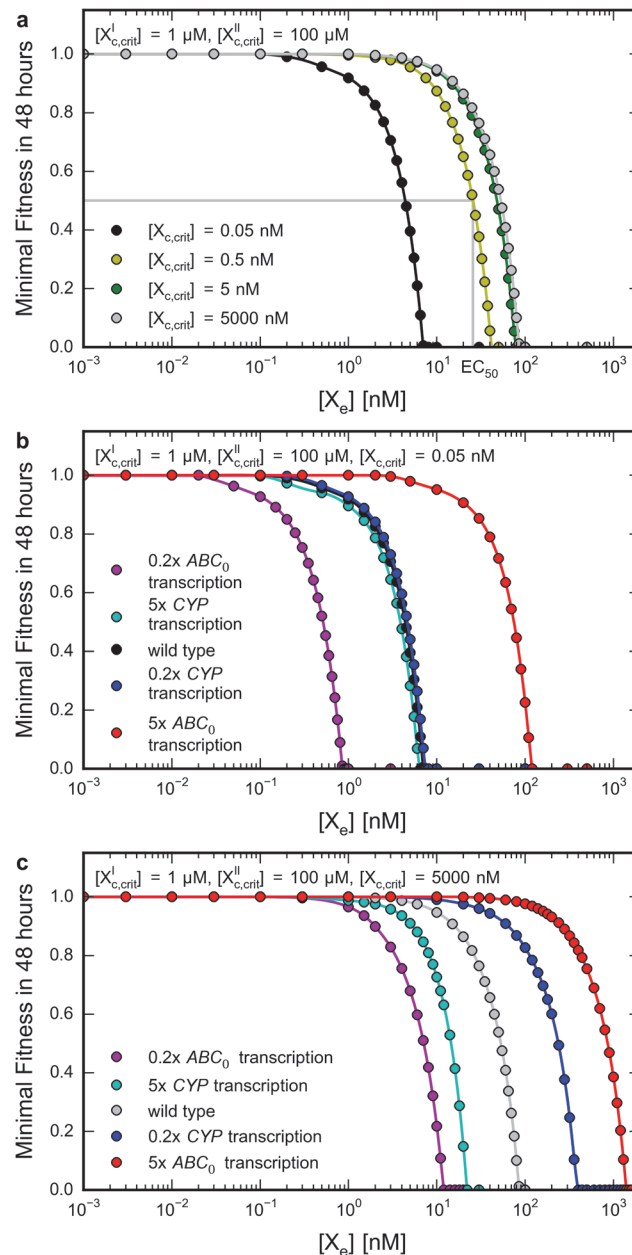 a
[X^I_c,crit] = 1 µM, [X^II_c,crit] = 100 µM
Minimal Fitness in 48 hours
1.0
0.8
0.6
0.4
0.2
0.0
[X_c,crit] = 0.05 nM
[X_c,crit] = 0.5 nM
[X_c,crit] = 5 nM
[X_c,crit] = 5000 nM
10^−3 10^−2 10^−1 10^0 10^1 EC_50 10^2 10^3
[X_e] [nM]
b
[X^I_c,crit] = 1 µM, [X^II_c,crit] = 100 µM, [X_c,crit] = 0.05 nM
Minimal Fitness in 48 hours
1.0
0.8
0.6
0.4
0.2
0.0
0.2x ABC_0
transcription
5x CYP
transcription
wild type
0.2x CYP
transcription
5x ABC_0
transcription
10^−3 10^−2 10^−1 10^0 10^1 10^2 10^3
[X_e] [nM]
c
[X^I_c,crit] = 1 µM, [X^II_c,crit] = 100 µM, [X_c,crit] = 5000 nM
Minimal Fitness in 48 hours
1.0
0.8
0.6
0.4
0.2
0.0
0.2x ABC_0 transcription
5x CYP transcription
wild type
0.2x CYP transcription
5x ABC_0 transcription
10^−3 10^−2 10^−1 10^0 10^1 10^2 10^3
[X_e] [nM]